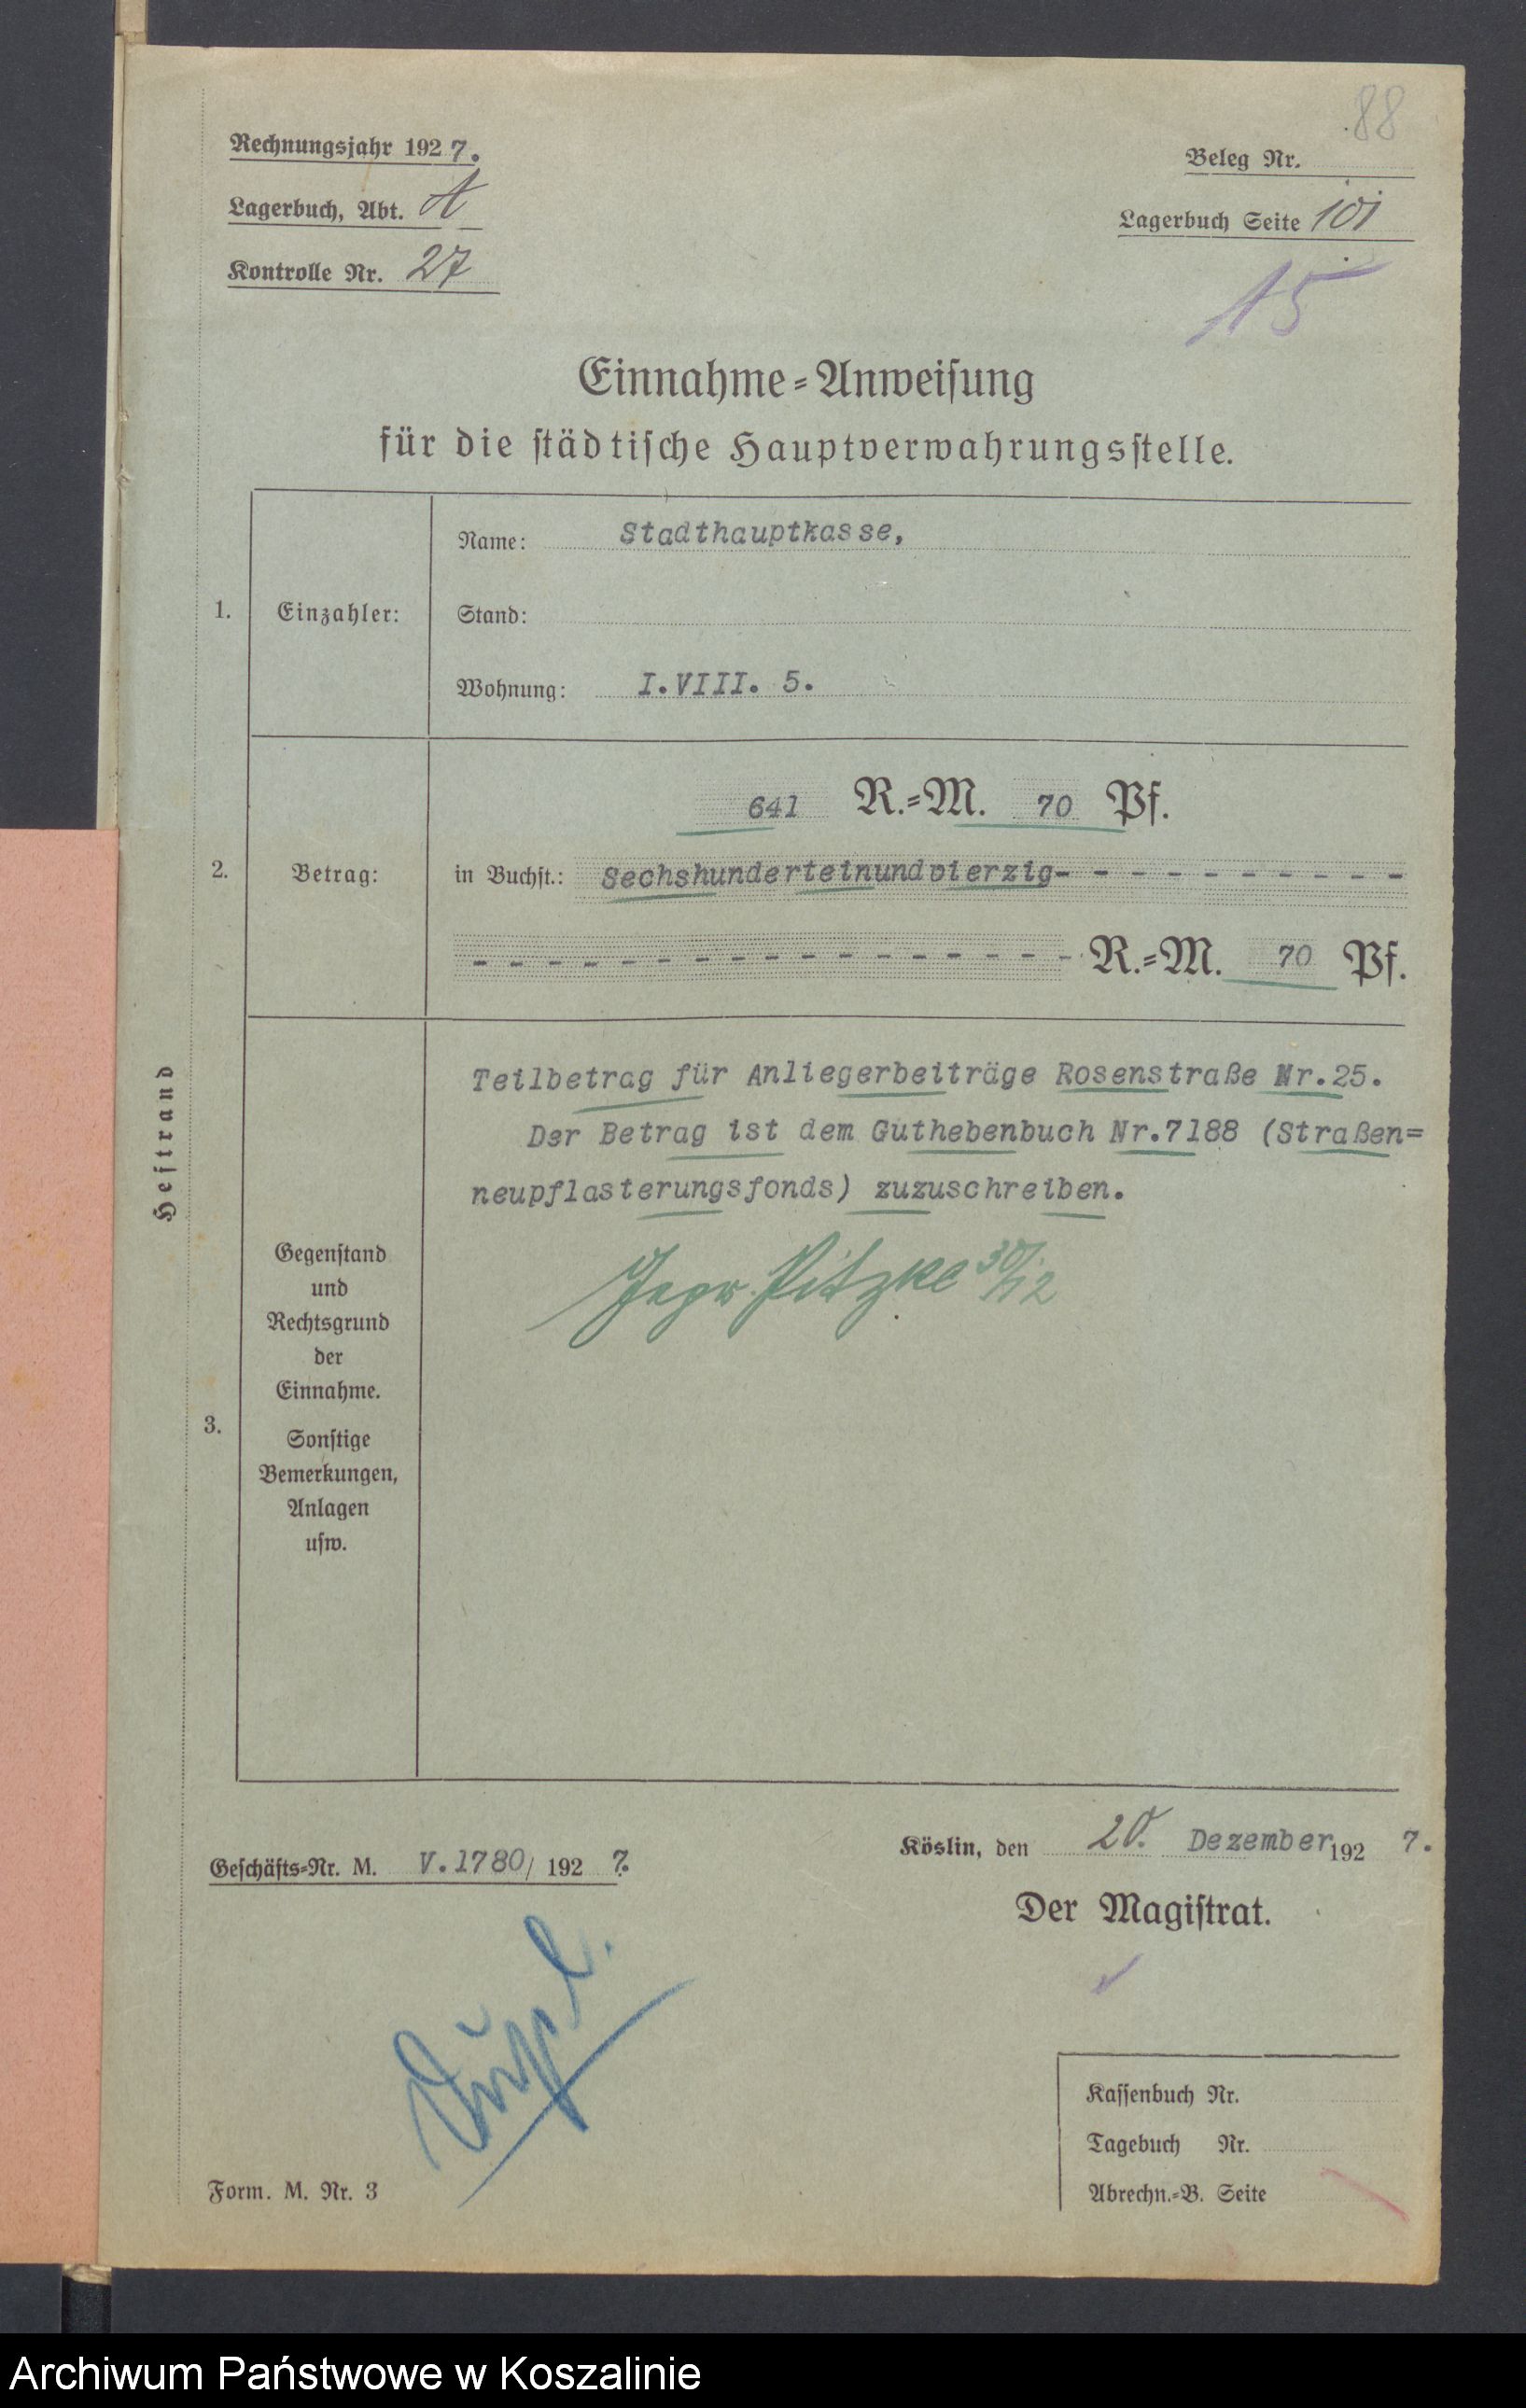 88
Rechnungsjahr 1927.
Beleg Nr.
Lagerbuch, Abt. A
Lagerbuch Seite 101
Kontrolle Nr. 27
15
Einnahme=Anweisung
für die städtische Hauptverwahrungsstelle.
1.
Einzahler:
Name: Stadthauptkasse,
Stand:
Wohnung: I.VIII. 5.
2.
Betrag:
641 R.=M. 70 Pf.
in Buchst.: Sechshunderteinundvierzig- - - - - - - - - -
- - - - - - - - - - - - - - - - - R.=M. 70 Pf.
Heftrand
3.
Gegenstand
und
Rechtsgrund
der
Einnahme.
Sonstige
Bemerkungen,
Anlagen
usw.
Teilbetrag für Anliegerbeiträge Rosenstraße Nr.25.
Der Betrag ist dem Guthebenbuch Nr.7188 (Straßen=
neupflasterungsfonds) zuzuschreiben.
Pitzke 30/12
Geschäfts=Nr. M. V.1780/ 1927.
Köslin, den 20. Dezember 1927.
Der Magistrat.
Kassenbuch Nr.
Tagebuch Nr.
Abrechn.=B. Seite
Form. M. Nr. 3
Archiwum Państwowe w Koszalinie